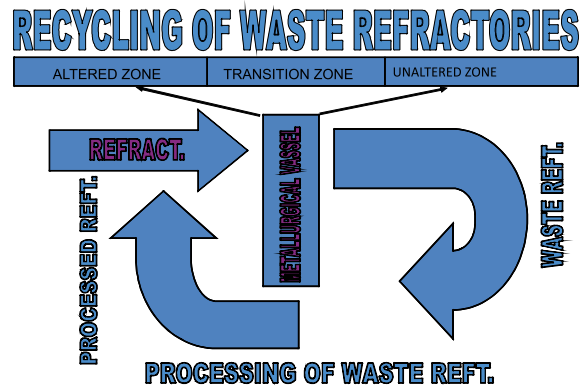 RECYCLING OF WASTE REFRACTORIES
ALTERED ZONE
TRANSITION ZONE
UNALTERED ZONE
REFRACT.
METALLURGICAL VASSEL
WASTE REFT.
PROCESSED REFT.
PROCESSING OF WASTE REFT.